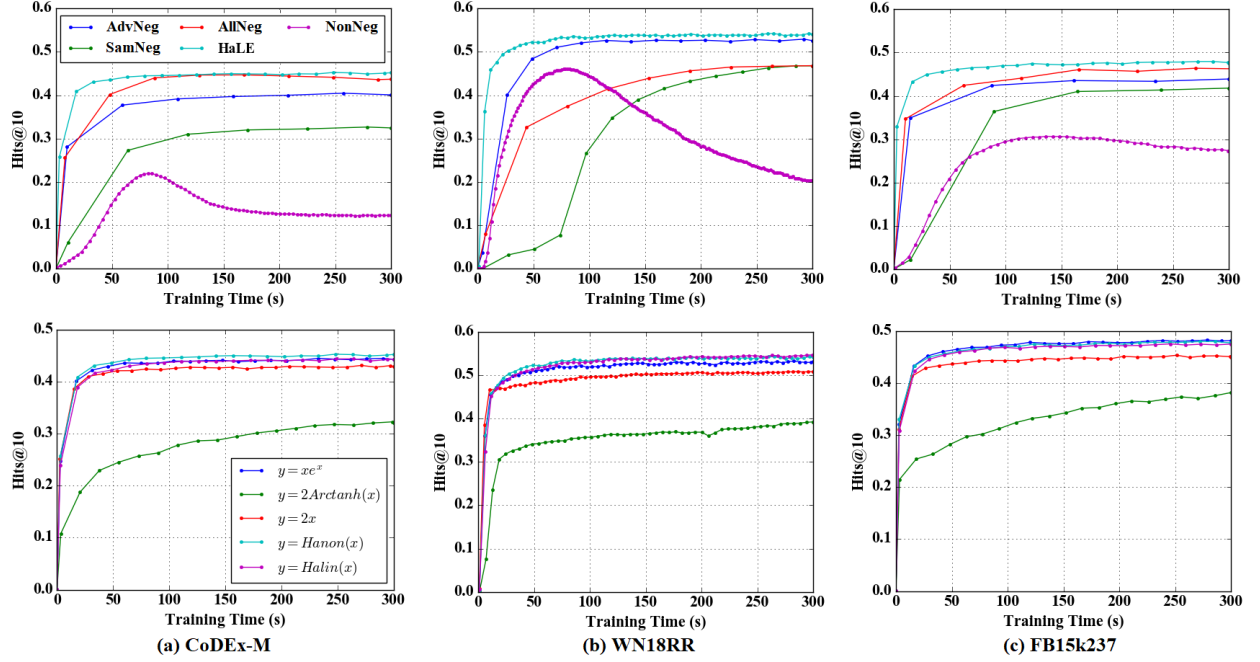 AdvNeg AllNeg NonNeg
SamNeg HaLE
Hits@10
0.6
0.5
0.4
0.3
0.2
0.1
0.0
0 50 100 150 200 250 300
Training Time (s)
Hits@10
0.6
0.5
0.4
0.3
0.2
0.1
0.0
0 50 100 150 200 250 300
Training Time (s)
Hits@10
0.6
0.5
0.4
0.3
0.2
0.1
0.0
0 50 100 150 200 250 300
Training Time (s)
Hits@10
0.5
0.4
0.3
0.2
0.1
0.0
y = xe^x
y = 2Arctanh(x)
y = 2x
y = Hanon(x)
y = Halin(x)
0 50 100 150 200 250 300
Training Time (s)
(a) CoDEx-M
Hits@10
0.6
0.5
0.4
0.3
0.2
0.1
0.0
0 50 100 150 200 250 300
Training Time (s)
(b) WN18RR
Hits@10
0.5
0.4
0.3
0.2
0.1
0.0
0 50 100 150 200 250 300
Training Time (s)
(c) FB15k237